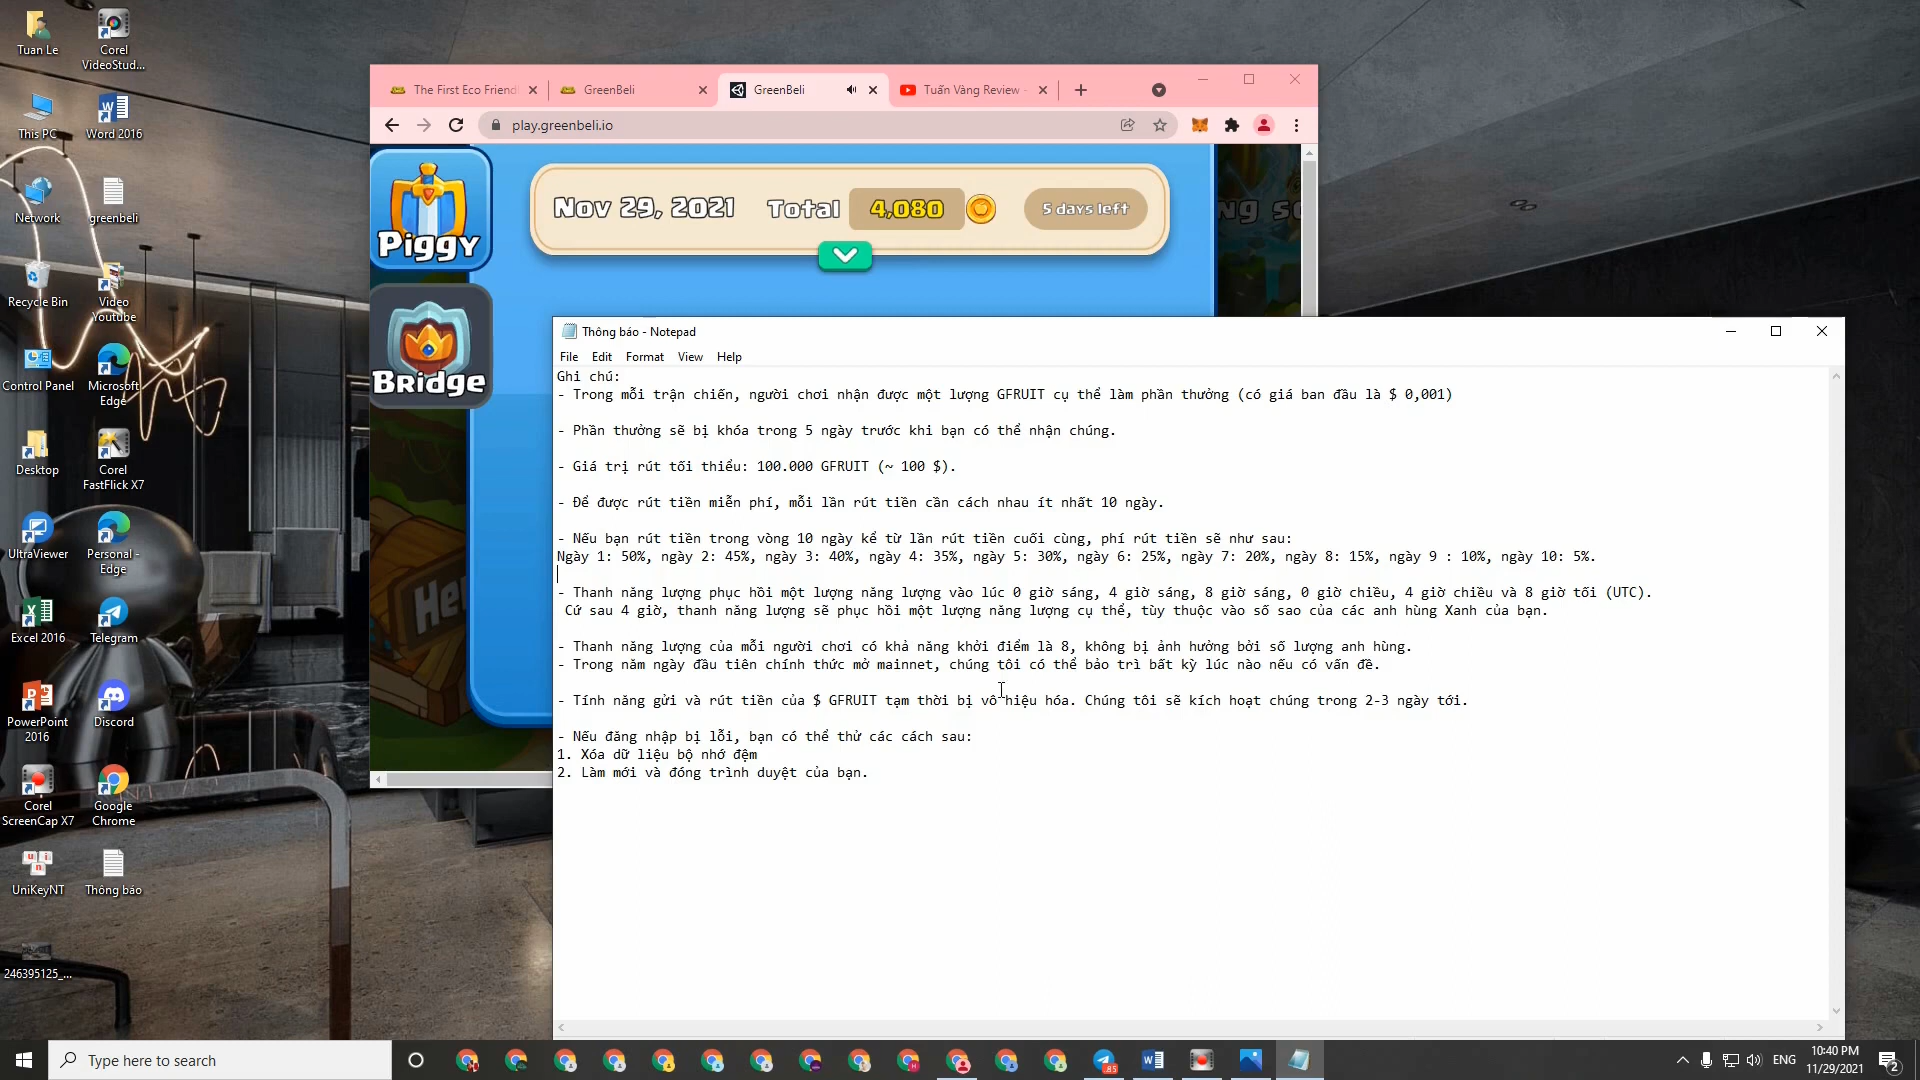 Tuan Le
Corel
VideoStud...
This PC
Word 2016
Network
greenbeli
Recycle Bin
Video
Youtube
Control Panel
Microsoft
Edge
Desktop
Corel
FastFlick X7
UltraViewer
Personal -
Edge
Excel 2016
Telegram
PowerPoint
2016
Discord
Corel
ScreenCap X7
Google
Chrome
UniKeyNT
Thông báo
246395125_...
The First Eco Friend
GreenBeli
GreenBeli
Tuấn Vàng Review -
play.greenbeli.io
Piggy
Nov 29, 2021 Total 4,080 5 days left
Bridge
Thông báo - Notepad
File Edit Format View Help
Ghi chú:
- Trong mỗi trận chiến, người chơi nhận được một lượng GFRUIT cụ thể làm phần thưởng (có giá ban đầu là $ 0,001)
- Phần thưởng sẽ bị khóa trong 5 ngày trước khi bạn có thể nhận chúng.
- Giá trị rút tối thiểu: 100.000 GFRUIT (~ 100 $).
- Để được rút tiền miễn phí, mỗi lần rút tiền cần cách nhau ít nhất 10 ngày.
- Nếu bạn rút tiền trong vòng 10 ngày kể từ lần rút tiền cuối cùng, phí rút tiền sẽ như sau:
Ngày 1: 50%, ngày 2: 45%, ngày 3: 40%, ngày 4: 35%, ngày 5: 30%, ngày 6: 25%, ngày 7: 20%, ngày 8: 15%, ngày 9 : 10%, ngày 10: 5%.
- Thanh năng lượng phục hồi một lượng năng lượng vào lúc 0 giờ sáng, 4 giờ sáng, 8 giờ sáng, 0 giờ chiều, 4 giờ chiều và 8 giờ tối (UTC).
Cứ sau 4 giờ, thanh năng lượng sẽ phục hồi một lượng năng lượng cụ thể, tùy thuộc vào số sao của các anh hùng Xanh của bạn.
- Thanh năng lượng của mỗi người chơi có khả năng khởi điểm là 8, không bị ảnh hưởng bởi số lượng anh hùng.
- Trong năm ngày đầu tiên chính thức mở mainnet, chúng tôi có thể bảo trì bất kỳ lúc nào nếu có vấn đề.
- Tính năng gửi và rút tiền của $ GFRUIT tạm thời bị vô hiệu hóa. Chúng tôi sẽ kích hoạt chúng trong 2-3 ngày tới.
- Nếu đăng nhập bị lỗi, bạn có thể thử các cách sau:
1. Xóa dữ liệu bộ nhớ đệm
2. Làm mới và đóng trình duyệt của bạn.
Type here to search
85
ENG
10:40 PM
11/29/2021
2